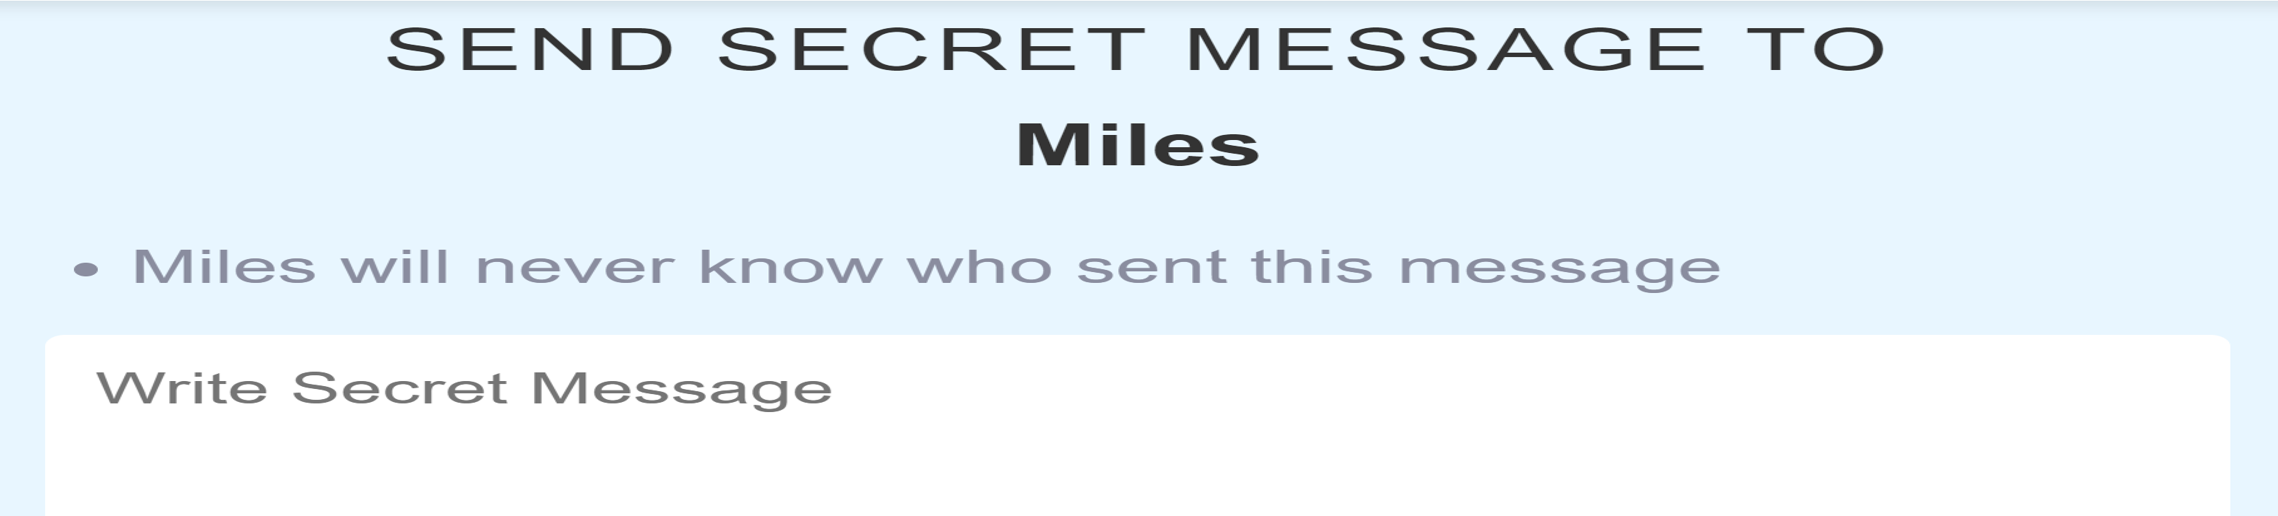 SEND SECRET MESSAGE TO
Miles
• Miles will never know who sent this message
Write Secret Message